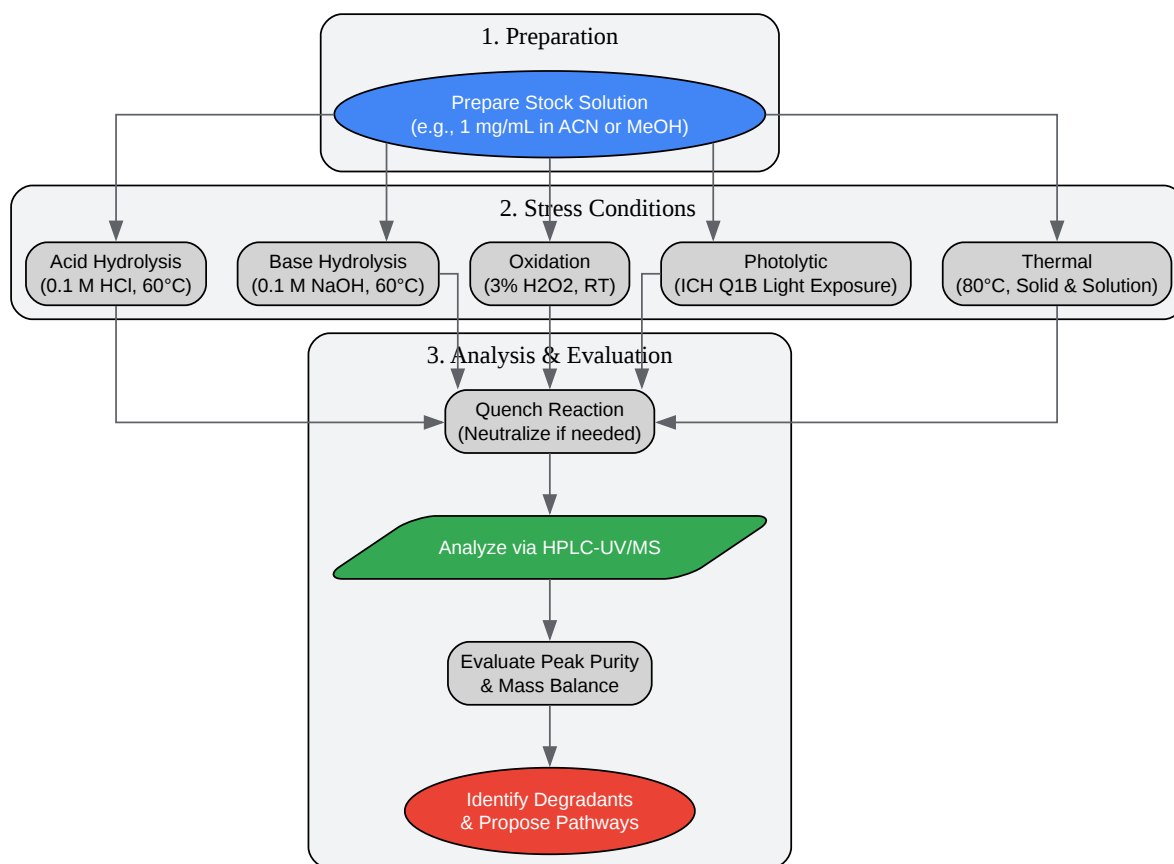 1. Preparation
Prepare Stock Solution
(e.g., 1 mg/mL in ACN or MeOH)
2. Stress Conditions
Acid Hydrolysis
(0.1 M HCl, 60°C)
Base Hydrolysis
(0.1 M NaOH, 60°C)
Oxidation
(3% H2O2, RT)
Photolytic
(ICH Q1B Light Exposure)
Thermal
(80°C, Solid & Solution)
3. Analysis & Evaluation
Quench Reaction
(Neutralize if needed)
Analyze via HPLC-UV/MS
Evaluate Peak Purity
& Mass Balance
Identify Degradants
& Propose Pathways